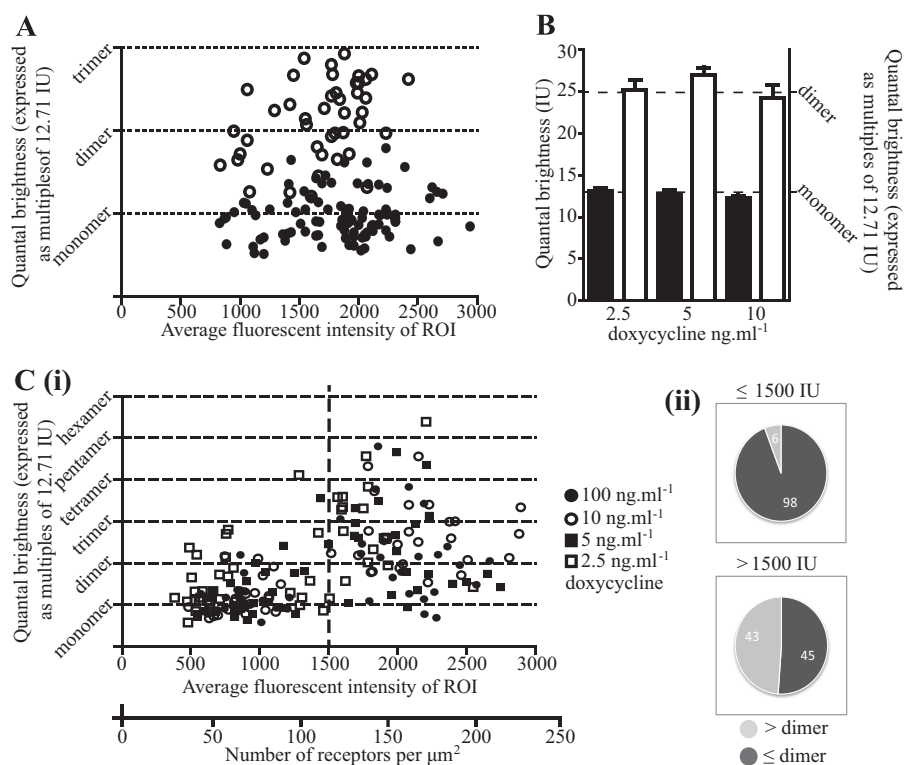 A
Quantal brightness (expressed
as multiples of 12.71 IU)
trimer
dimer
monomer
0
500
1000
1500
2000
2500
3000
Average fluorescent intensity of ROI
B
Quantal brightness (IU)
30
25
20
15
10
5
0
2.5
5
10
doxycycline ng.ml-1
dimer
monomer
Quantal brightness (expressed
as multiples of 12.71 IU)
C (i)
Quantal brightness (expressed
as multiples of 12.71 IU)
hexamer
pentamer
tetramer
trimer
dimer
monomer
0
500
1000
1500
2000
2500
3000
Average fluorescent intensity of ROI
0
50
100
150
200
250
Number of receptors per µm2
100 ng.ml-1
10 ng.ml-1
5 ng.ml-1
2.5 ng.ml-1
doxycycline
(ii)
≤ 1500 IU
6
98
>1500 IU
43
45
> dimer
≤ dimer